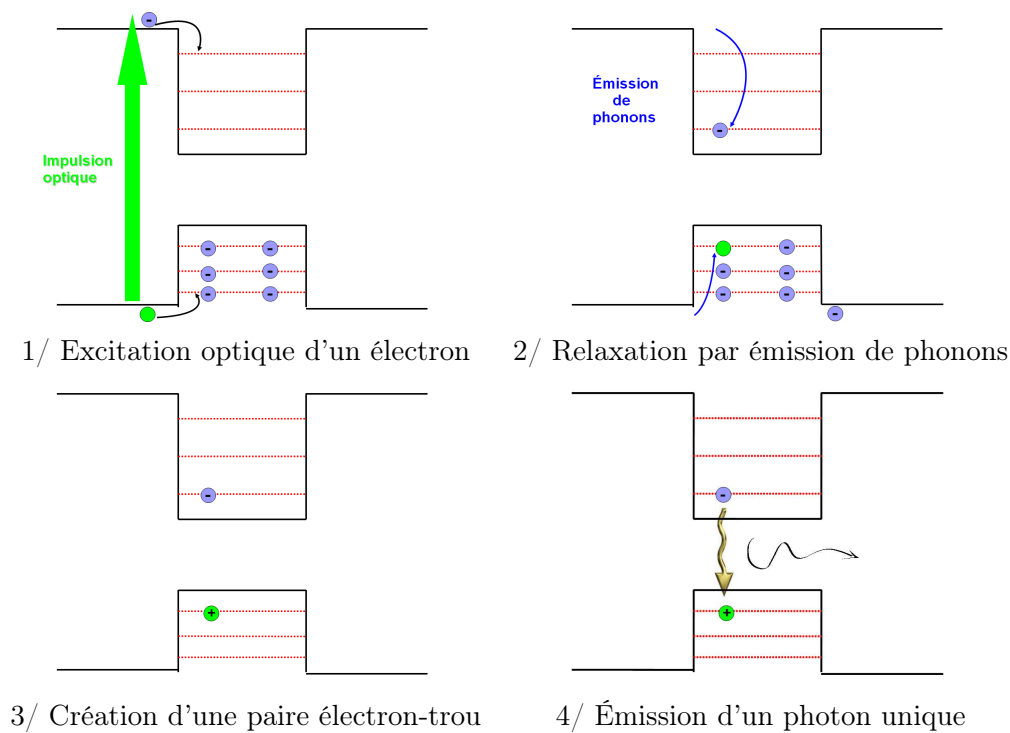 Impulsion
optique
Émission
de
phonons
1/ Excitation optique d'un électron
2/ Relaxation par émission de phonons
3/ Création d'une paire électron-trou
4/ Émission d'un photon unique